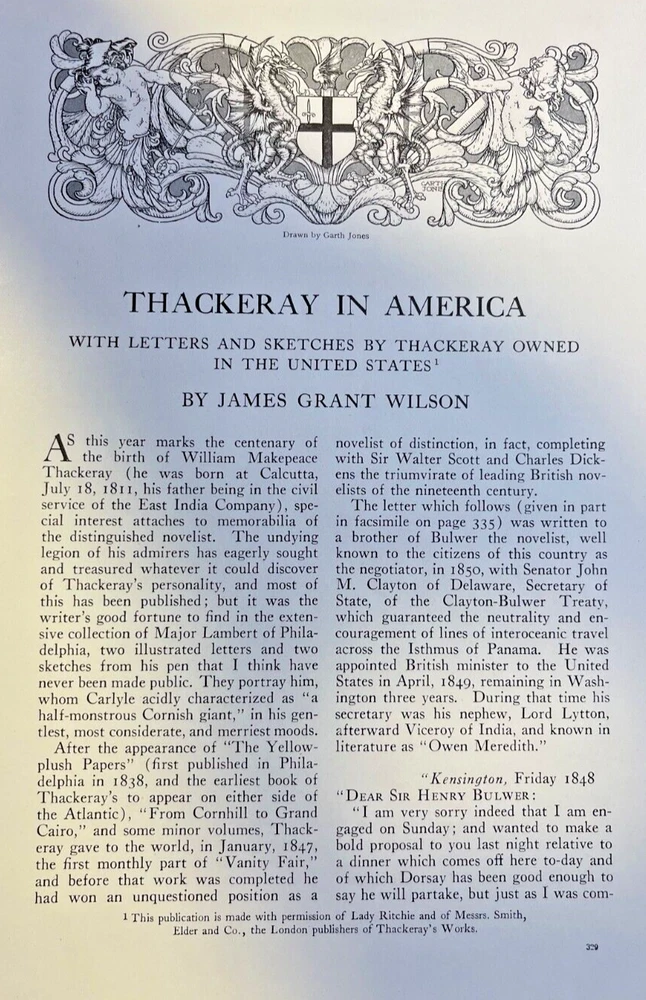 GARTH
JONES
Drawn by Garth Jones
THACKERAY IN AMERICA
WITH LETTERS AND SKETCHES BY THACKERAY OWNED
IN THE UNITED STATES¹
BY JAMES GRANT WILSON
AS this year marks the centenary of
the birth of William Makepeace
Thackeray (he was born at Calcutta,
July 18, 1811, his father being in the civil
service of the East India Company), spe-
cial interest attaches to memorabilia of
the distinguished novelist. The undying
legion of his admirers has eagerly sought
and treasured whatever it could discover
of Thackeray's personality, and most of
this has been published; but it was the
writer's good fortune to find in the exten-
sive collection of Major Lambert of Phila-
delphia, two illustrated letters and two
sketches from his pen that I think have
never been made public. They portray him,
whom Carlyle acidly characterized as "a
half-monstrous Cornish giant," in his gen-
tlest, most considerate, and merriest moods.
After the appearance of "The Yellow-
plush Papers" (first published in Phila-
delphia in 1838, and the earliest book of
Thackeray's to appear on either side of
the Atlantic), "From Cornhill to Grand
Cairo," and some minor volumes, Thack-
eray gave to the world, in January, 1847,
the first monthly part of "Vanity Fair,"
and before that work was completed he
had won an unquestioned position as a
novelist of distinction, in fact, completing
with Sir Walter Scott and Charles Dick-
ens the triumvirate of leading British nov-
elists of the nineteenth century.
The letter which follows (given in part
in facsimile on page 335) was written to
a brother of Bulwer the novelist, well
known to the citizens of this country as
the negotiator, in 1850, with Senator John
M. Clayton of Delaware, Secretary of
State, of the Clayton-Bulwer Treaty,
which guaranteed the neutrality and en-
couragement of lines of interoceanic travel
across the Isthmus of Panama. He was
appointed British minister to the United
States in April, 1849, remaining in Wash-
ington three years. During that time his
secretary was his nephew, Lord Lytton,
afterward Viceroy of India, and known in
literature as "Owen Meredith."
"Kensington, Friday 1848
"DEAR SIR HENRY BULWER:
"I am very sorry indeed that I am en-
gaged on Sunday; and wanted to make a
bold proposal to you last night relative to
a dinner which comes off here to-day and
of which Dorsay has been good enough to
say he will partake, but just as I was com-
¹ This publication is made with permission of Lady Ritchie and of Messrs. Smith,
Elder and Co., the London publishers of Thackeray's Works.
329